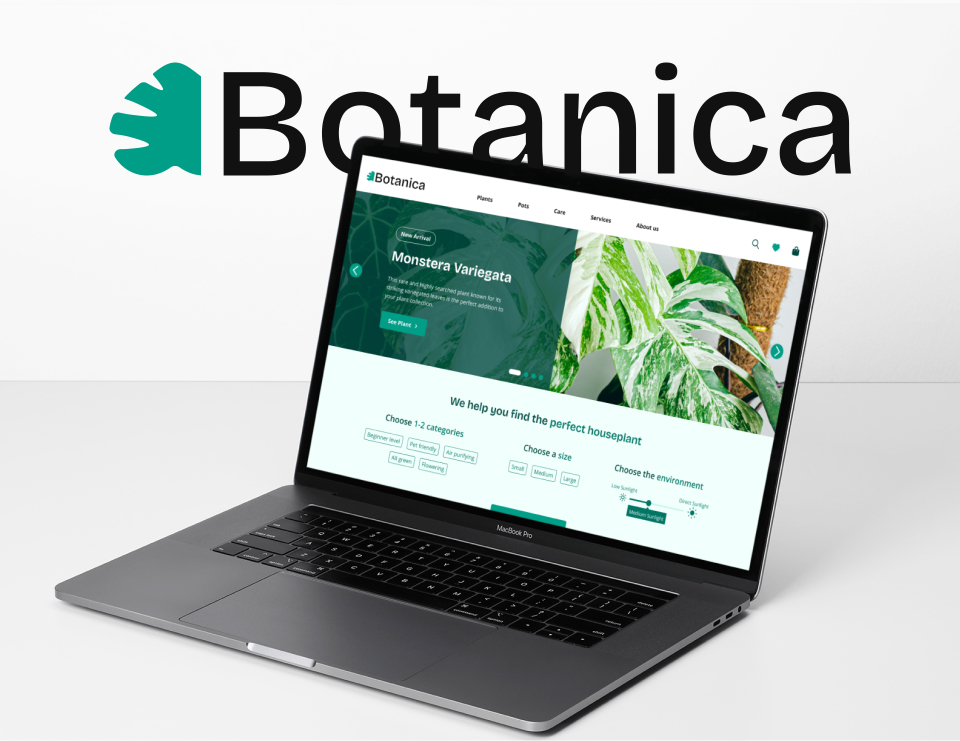 Botanica
Botanica
Plants
Pots
Care
Services
About us
New Arrival
Monstera Variegata
This rare and highly searched plant known for its
striking variegated leaves is the perfect addition to
your plant collection.
See Plant
We help you find the perfect houseplant
Choose 1-2 categories
Beginner level
Pet friendly
Air purifying
All green
Flowering
Choose a size
Small
Medium
Large
Choose the environment
Low Sunlight
Direct Sunlight
Medium Sunlight
MacBook Pro